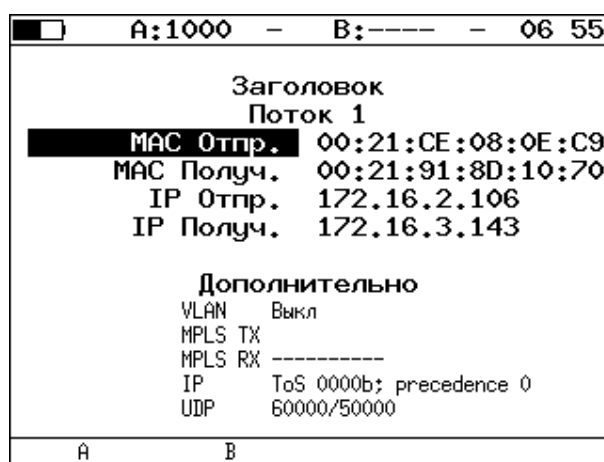 A:1000 – B:---- – 06 55
Заголовок
Поток 1
MAC Отпр. 00:21:CE:08:0E:C9
MAC Получ. 00:21:91:8D:10:70
IP Отпр. 172.16.2.106
IP Получ. 172.16.3.143
Дополнительно
VLAN Выкл
MPLS TX
MPLS RX ----------
IP ToS 0000b; precedence 0
UDP 60000/50000
A B